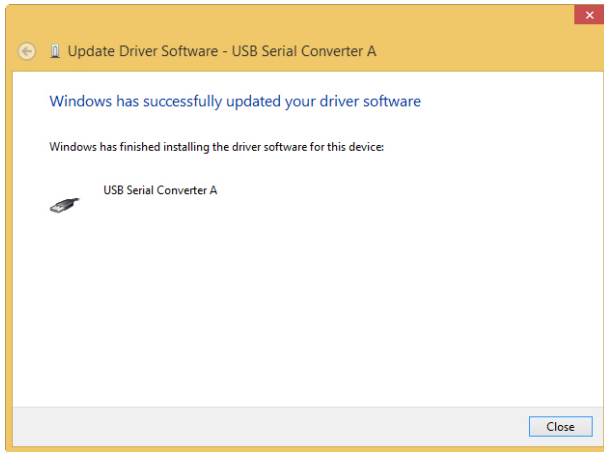 Update Driver Software - USB Serial Converter A
Windows has successfully updated your driver software
Windows has finished installing the driver software for this device:
USB Serial Converter A
Close